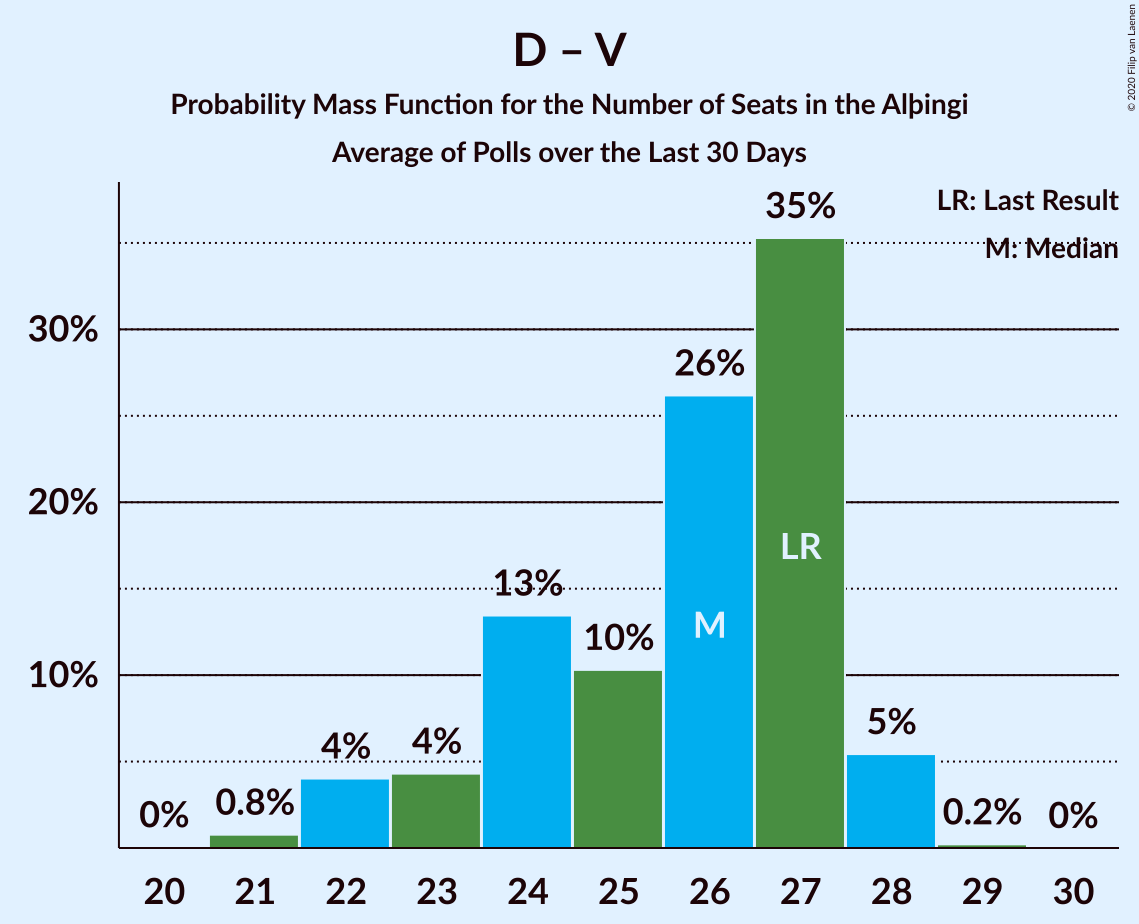 D – V
Probability Mass Function for the Number of Seats in the Alþingi
Average of Polls over the Last 30 Days
© 2020 Filip van Laenen
LR: Last Result
M: Median
35%
30%
26%
20%
LR
13%
M
10%
10%
5%
4%
4%
0.8%
0.2%
0%
0%
20 21 22 23 24 25 26 27 28 29 30